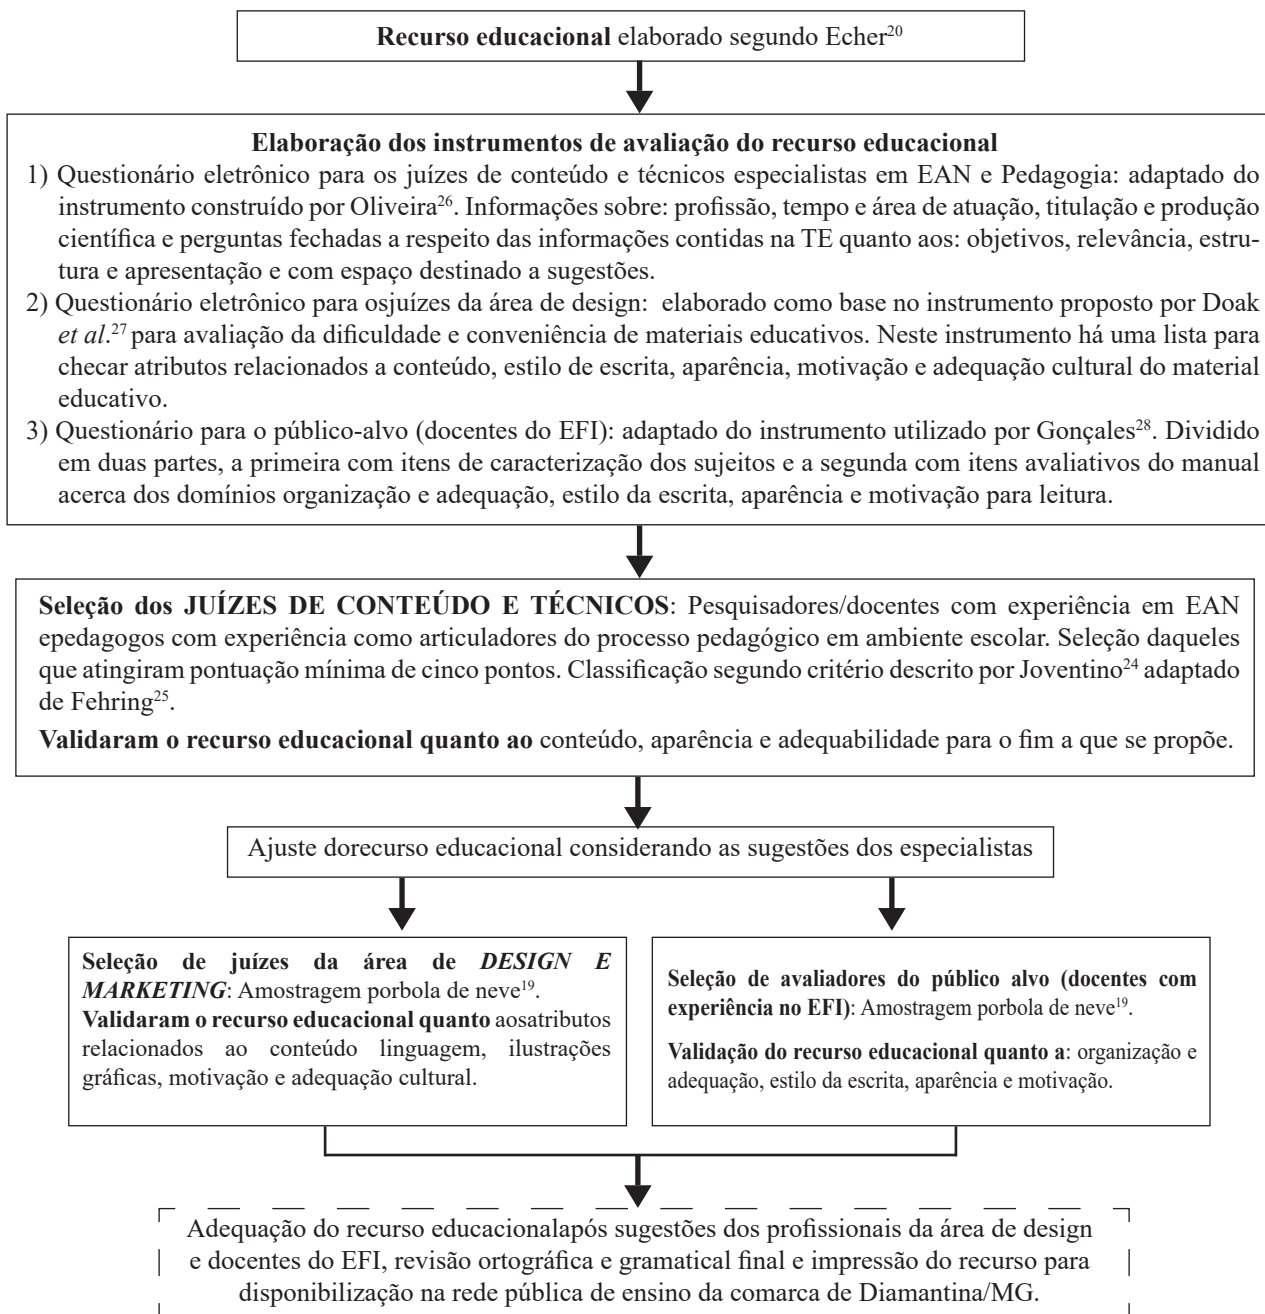 Recurso educacional elaborado segundo Echer20
Elaboração dos instrumentos de avaliação do recurso educacional
1) Questionário eletrônico para os juízes de conteúdo e técnicos especialistas em EAN e Pedagogia: adaptado do
instrumento construído por Oliveira26. Informações sobre: profissão, tempo e área de atuação, titulação e produção
científica e perguntas fechadas a respeito das informações contidas na TE quanto aos: objetivos, relevância, estru-
tura e apresentação e com espaço destinado a sugestões.
2) Questionário eletrônico para osjuízes da área de design: elaborado como base no instrumento proposto por Doak
et al.27 para avaliação da dificuldade e conveniência de materiais educativos. Neste instrumento há uma lista para
checar atributos relacionados a conteúdo, estilo de escrita, aparência, motivação e adequação cultural do material
educativo.
3) Questionário para o público-alvo (docentes do EFI): adaptado do instrumento utilizado por Gonçales28. Dividido
em duas partes, a primeira com itens de caracterização dos sujeitos e a segunda com itens avaliativos do manual
acerca dos domínios organização e adequação, estilo da escrita, aparência e motivação para leitura.
Seleção dos JUÍZES DE CONTEÚDO E TÉCNICOS: Pesquisadores/docentes com experiência em EAN
epedagogos com experiência como articuladores do processo pedagógico em ambiente escolar. Seleção daqueles
que atingiram pontuação mínima de cinco pontos. Classificação segundo critério descrito por Joventino24 adaptado
de Fehring25.
Validaram o recurso educacional quanto ao conteúdo, aparência e adequabilidade para o fim a que se propõe.
Ajuste dorecurso educacional considerando as sugestões dos especialistas
Seleção de juízes da área de DESIGN E
MARKETING: Amostragem porbola de neve19.
Validaram o recurso educacional quanto aosatributos
relacionados ao conteúdo linguagem, ilustrações
gráficas, motivação e adequação cultural.
Seleção de avaliadores do público alvo (docentes com
experiência no EFI): Amostragem porbola de neve19.
Validação do recurso educacional quanto a: organização e
adequação, estilo da escrita, aparência e motivação.
Adequação do recurso educacionalapós sugestões dos profissionais da área de design
e docentes do EFI, revisão ortográfica e gramatical final e impressão do recurso para
disponibilização na rede pública de ensino da comarca de Diamantina/MG.